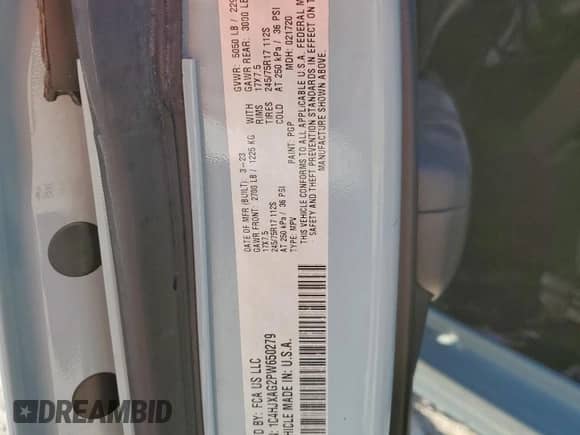 MFD BY: FCA US LLC
DATE OF MFR (BUILT): 3-23
GVWR: 5050 LB / 229
GAWR FRONT: 2700 LB / 1225 KG
WITH
GAWR REAR: 3000 LB
17X7.5
RIMS
17X7.5
245/75R17 112S
TIRES
245/75R17 112S
AT 250 kPa / 36 PSI
COLD
AT 250 kPa / 36 PSI
TYPE: MPV
PAINT: PGP
MDH: 021720
THIS VEHICLE CONFORMS TO ALL APPLICABLE U.S.A. FEDERAL M
SAFETY AND THEFT PREVENTION STANDARDS IN EFFECT ON T
MANUFACTURE SHOWN ABOVE.
1C4HJXAG2PW650279
VEHICLE MADE IN: U.S.A.
1DREAMBID